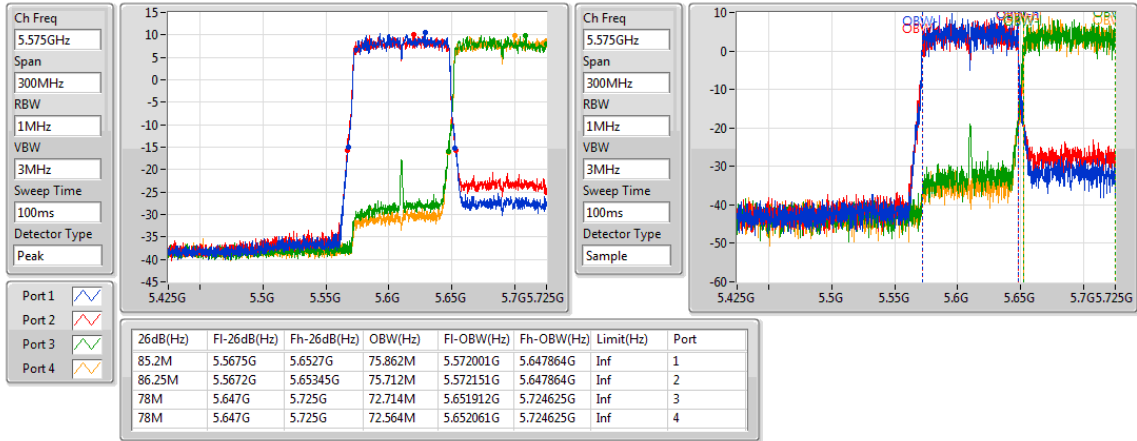 Ch Freq
5.575GHz
Span
300MHz
RBW
1MHz
VBW
3MHz
Sweep Time
100ms
Detector Type
Peak
Port 1
Port 2
Port 3
Port 4
15
10
5
0
-5
-10
-15
-20
-25
-30
-35
-40
-45
5.425G 5.5G 5.55G 5.6G 5.65G 5.7G 5.725G
Ch Freq
5.575GHz
Span
300MHz
RBW
1MHz
VBW
3MHz
Sweep Time
100ms
Detector Type
Sample
10
0
-10
-20
-30
-40
-50
-60
OBW
OBW
5.425G 5.5G 5.55G 5.6G 5.65G 5.7G 5.725G
26dB(Hz) Fl-26dB(Hz) Fh-26dB(Hz) OBW(Hz) Fl-OBW(Hz) Fh-OBW(Hz) Limit(Hz) Port
85.2M 5.5675G 5.6527G 75.862M 5.572001G 5.647864G Inf 1
86.25M 5.5672G 5.65345G 75.712M 5.572151G 5.647864G Inf 2
78M 5.647G 5.725G 72.714M 5.651912G 5.724625G Inf 3
78M 5.647G 5.725G 72.564M 5.652061G 5.724625G Inf 4